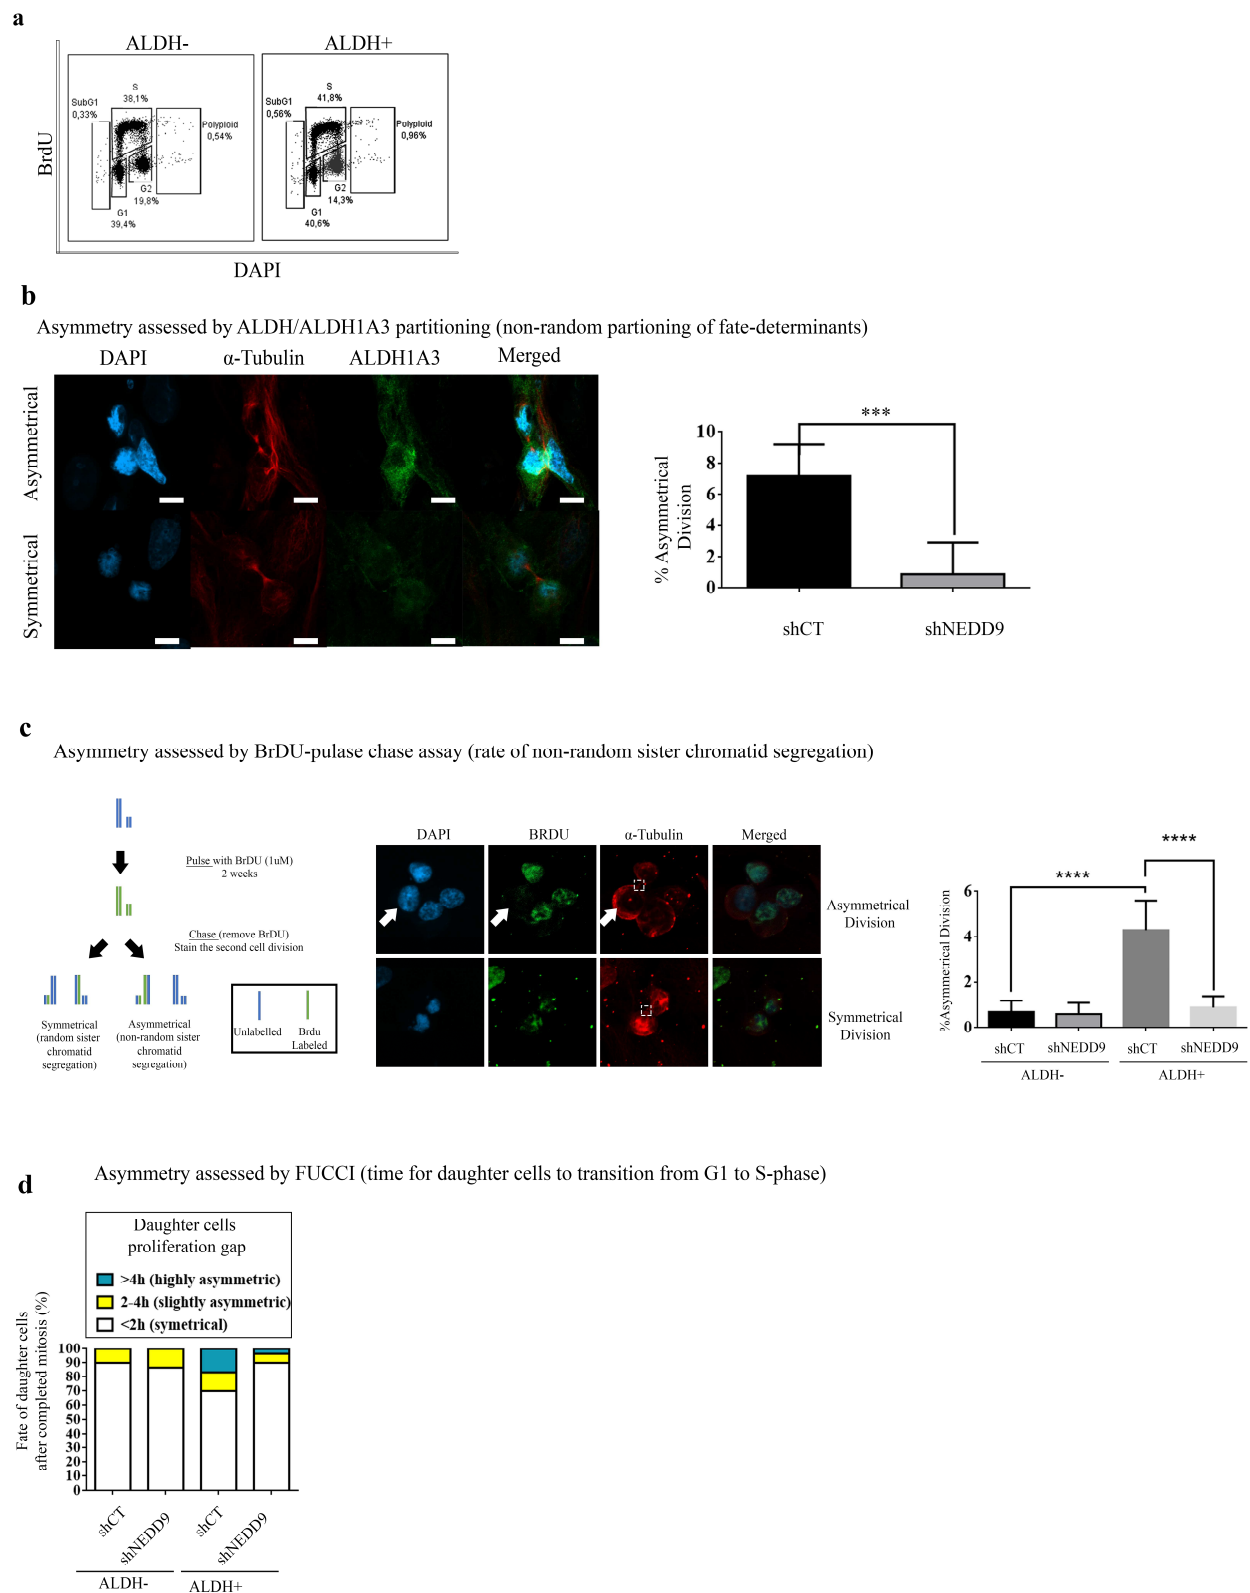 a
ALDH-
ALDH+
BrdU
SubG1
0,33%
S
38,1%
Polyploid
0,54%
G2
19,8%
G1
39,4%
SubG1
0,56%
S
41,8%
Polyploid
0,96%
G2
14,3%
G1
40,6%
DAPI
b
Asymmetry assessed by ALDH/ALDH1A3 partitioning (non-random partioning of fate-determinants)
DAPI
α-Tubulin
ALDH1A3
Merged
Asymmetrical
Symmetrical
% Asymmetrical
Division
10
8
6
4
2
0
***
shCT
shNEDD9
c
Asymmetry assessed by BrDU-pulase chase assay (rate of non-random sister chromatid segregation)
Pulse with BrDU (1uM)
2 weeks
Chase (remove BrDU)
Stain the second cell division
Symmetrical
(random sister
chromatid
segregation)
Asymmetrical
(non-random sister
chromatid
segregation)
Unlabelled
Brdu
Labeled
DAPI
BRDU
α-Tubulin
Merged
Asymmetrical
Division
Symmetrical
Division
%Asymmetrical Division
6
4
2
0
****
****
shCT
shNEDD9
shCT
shNEDD9
ALDH-
ALDH+
d
Asymmetry assessed by FUCCI (time for daughter cells to transition from G1 to S-phase)
Daughter cells
proliferation gap
>4h (highly asymmetric)
2-4h (slightly asymmetric)
<2h (symetrical)
Fate of daughter cells
after completed mitosis (%)
100
90
80
70
60
50
40
30
20
10
0
shCT
shNEDD9
shCT
shNEDD9
ALDH-
ALDH+